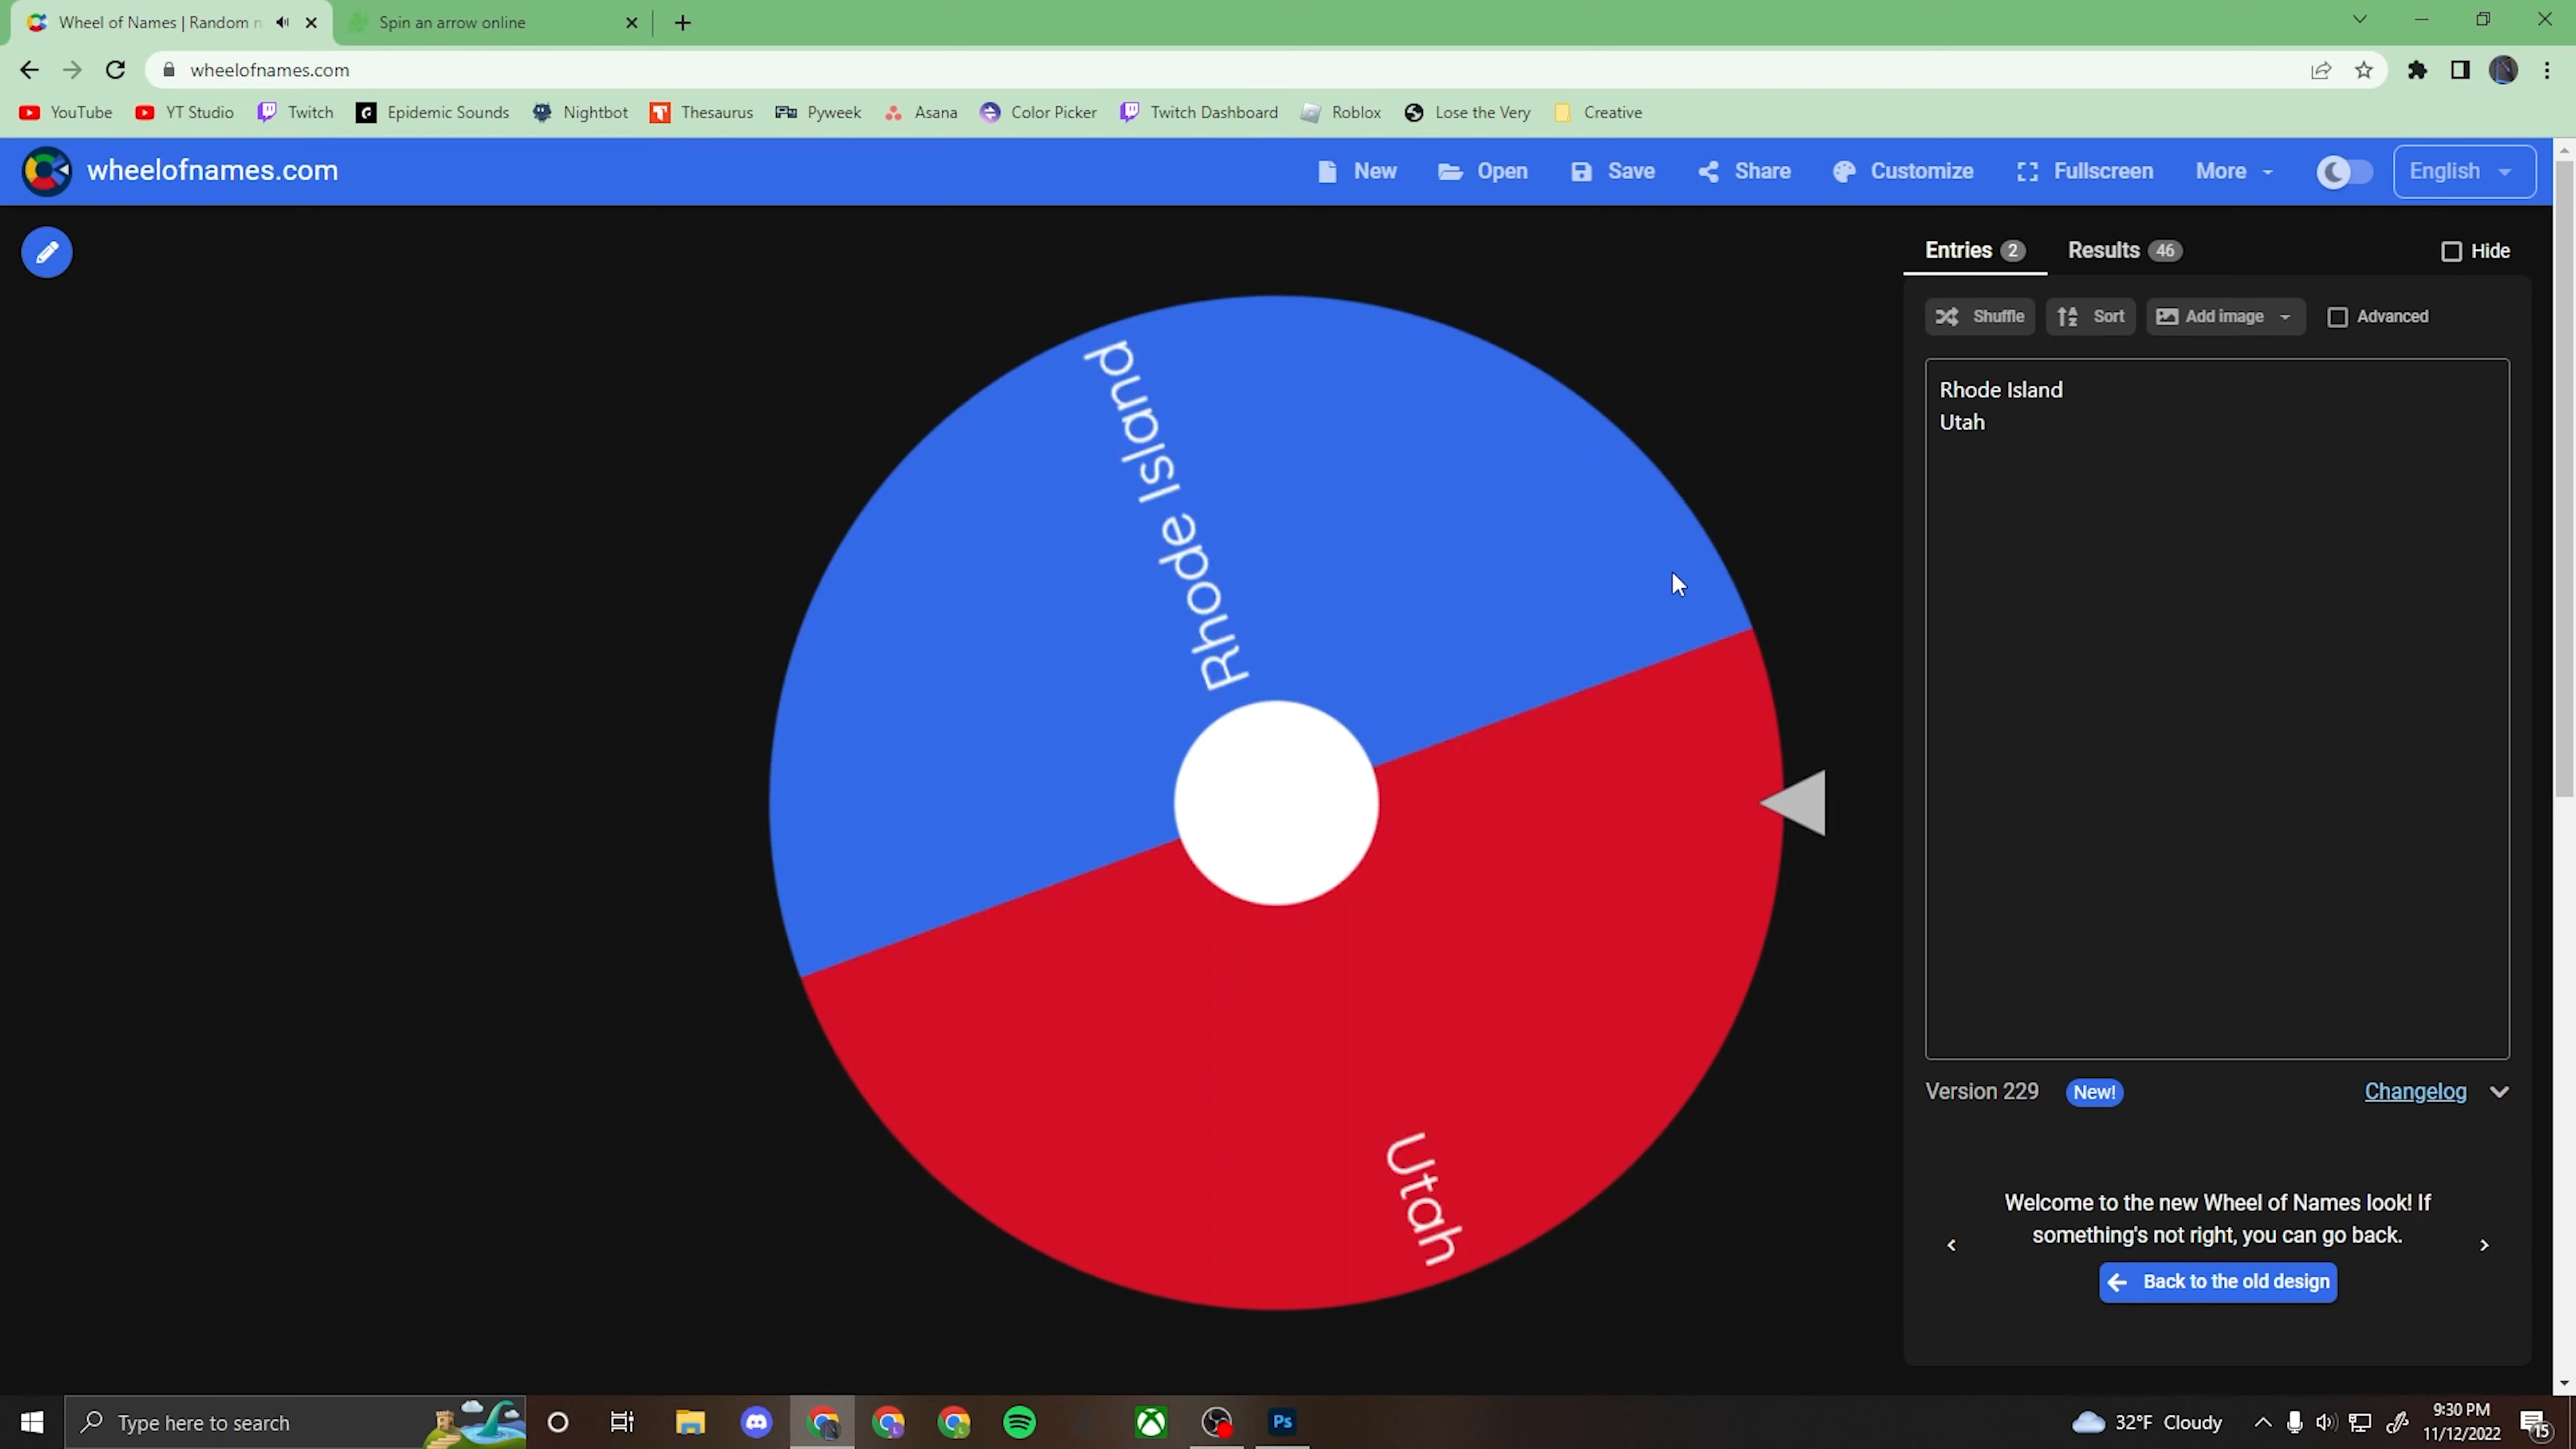 Wheel of Names | Random n
Spin an arrow online
wheelofnames.com
YouTube
YT Studio
Twitch
Epidemic Sounds
Nightbot
Thesaurus
Pyweek
Asana
Color Picker
Twitch Dashboard
Roblox
Lose the Very
Creative
wheelofnames.com
New
Open
Save
Share
Customize
Fullscreen
More
English
Entries 2
Results 46
Hide
Shuffle
Sort
Add image
Advanced
Rhode Island
Utah
Rhode Island
Utah
Version 229
New!
Changelog
Welcome to the new Wheel of Names look! If
something's not right, you can go back.
Back to the old design
Type here to search
Ps
32°F Cloudy
9:30 PM
11/12/2022
15